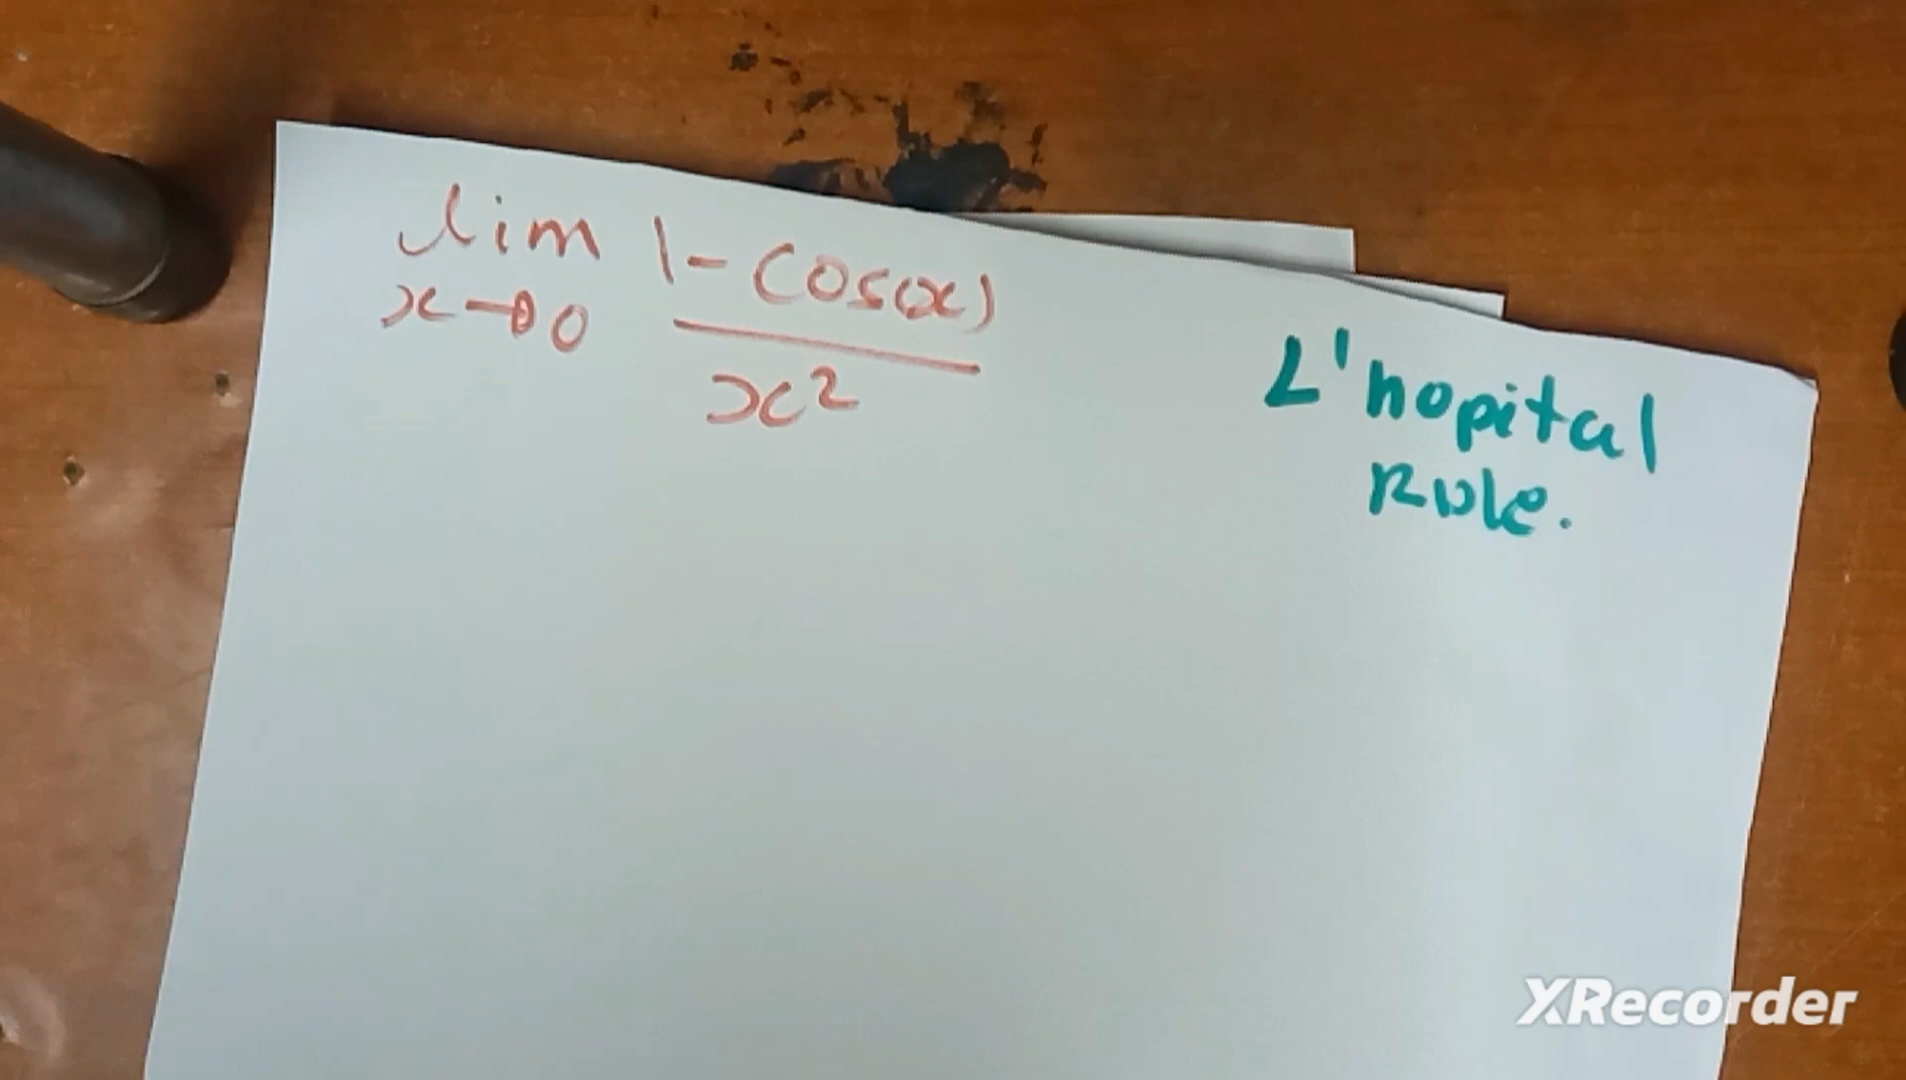 lim 1-cos(x)
x→0 x²
L'hopital
Rule.
XRecorder